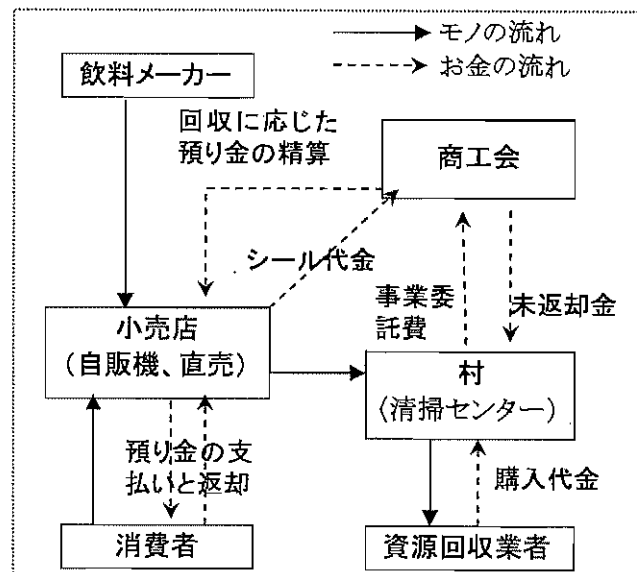 モノの流れ
お金の流れ
飲料メーカー
回収に応じた
預り金の精算
商工会
シール代金
事業委
託費
未返却金
小売店
(自販機、直売)
村
(清掃センター)
預り金の支
払いと返却
購入代金
消費者
資源回収業者